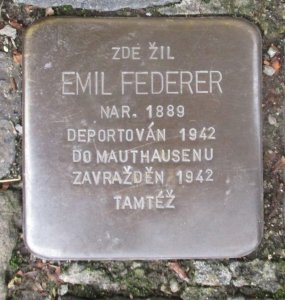 ZDE ŽIL
EMIL FEDERER
NAR. 1889
DEPORTOVÁN 1942
DO MAUTHAUSENU
ZAVRAŽDĚN 1942
TAMTÉŽ